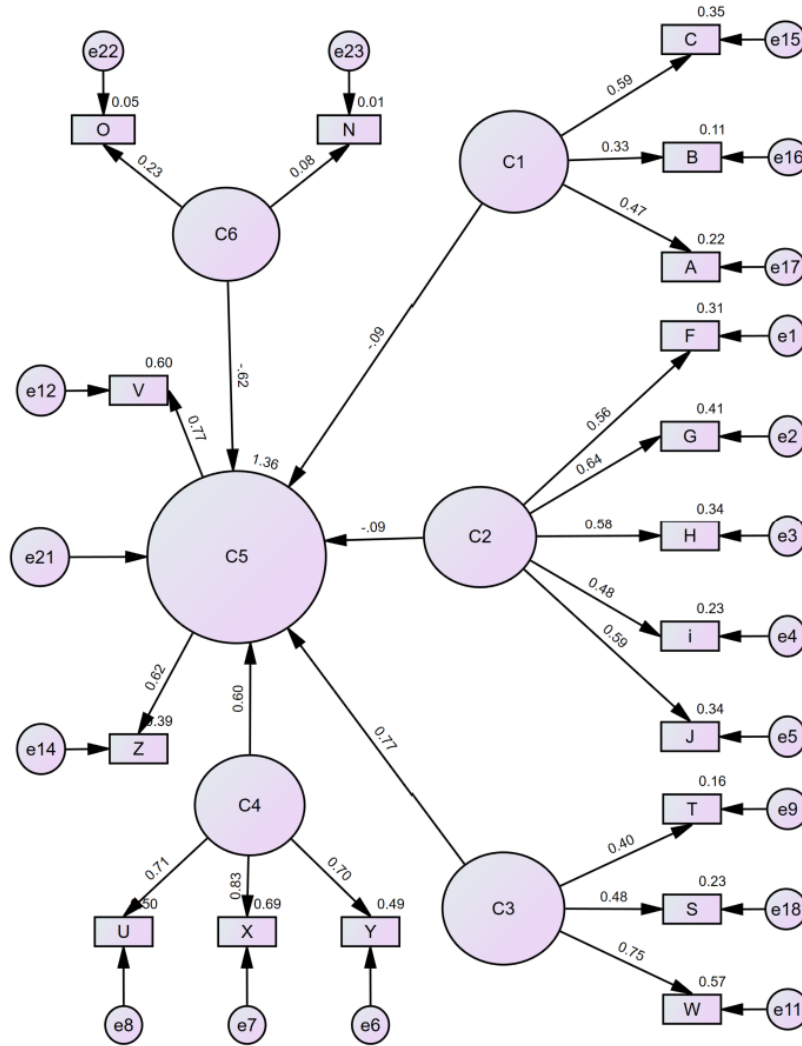 e22
e23
0.05
O
0.01
N
0.23
0.08
C6
0.35
C
e15
0.59
C1
0.33
0.11
B
e16
0.47
0.22
A
e17
-.62
-.09
0.31
F
e1
e12
0.60
V
0.77
0.56
0.41
G
e2
0.64
1.36
C5
e21
-.09
C2
0.58
0.34
H
e3
0.48
0.23
i
e4
0.59
0.34
J
e5
0.62
0.39
Z
e14
0.60
0.77
C4
0.71
0.83
0.70
0.50
U
0.69
X
0.49
Y
e8
e7
e6
0.16
T
e9
0.40
C3
0.48
0.23
S
e18
0.75
0.57
W
e11